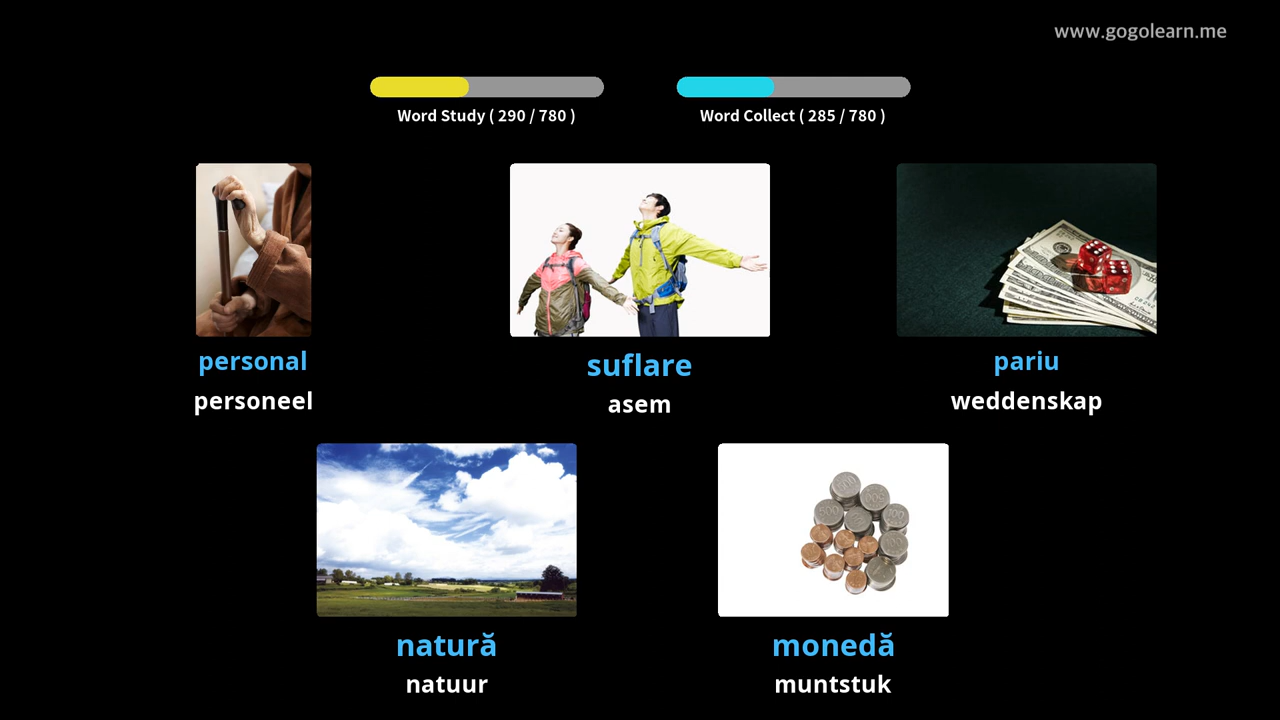 www.gogolearn.me
Word Study ( 290 / 780 )
Word Collect ( 285 / 780 )
personal
personeel
suflare
asem
pariu
weddenskap
natură
natuur
monedă
muntstuk